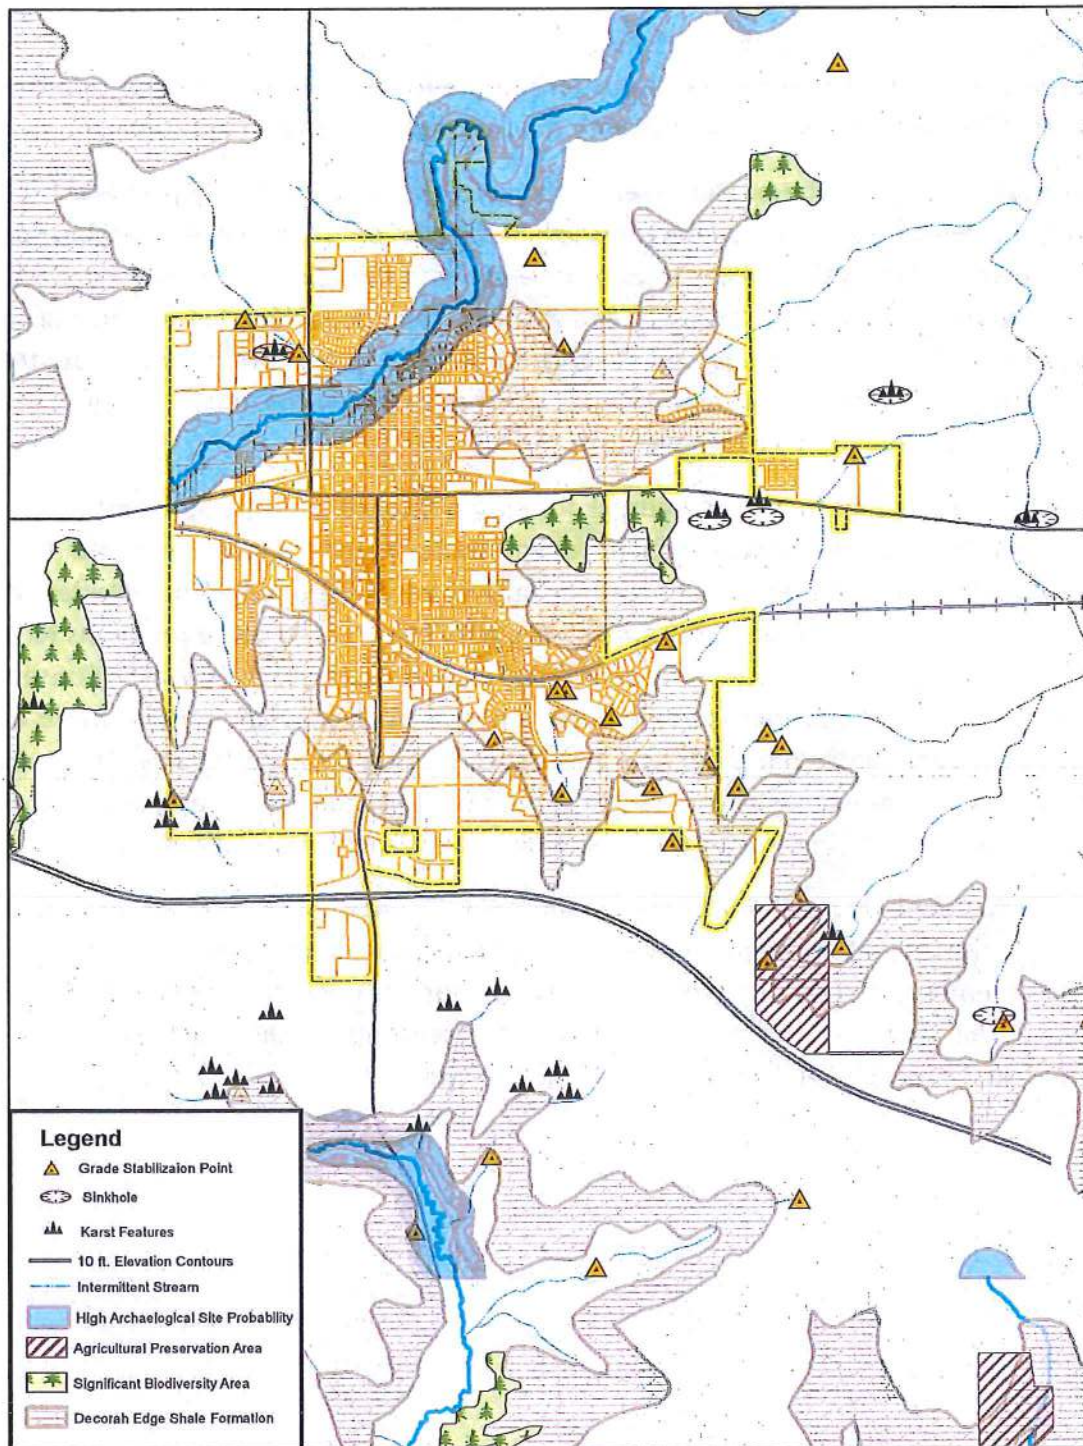 Legend
Grade Stabilizaion Point
Sinkhole
Karst Features
10 ft. Elevation Contours
Intermittent Stream
High Archaelogical Site Probability
Agricultural Preservation Area
Significant Biodiversity Area
Decorah Edge Shale Formation